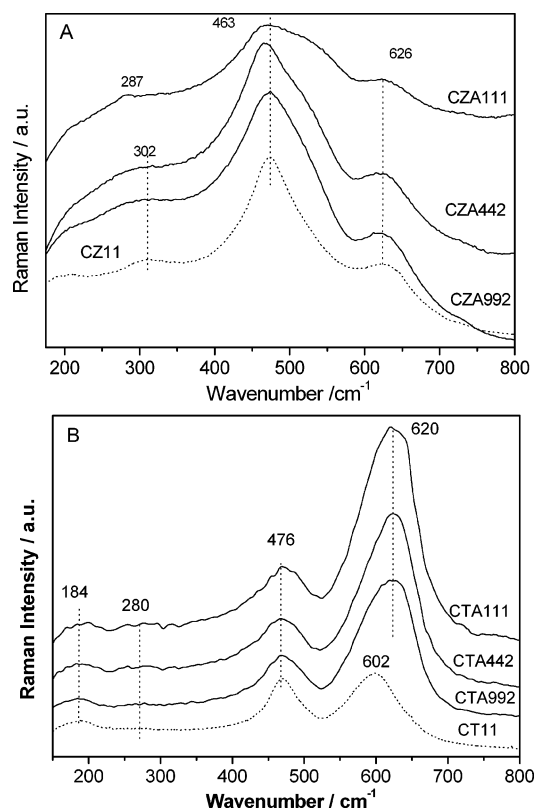 A
463
626
287
CZA111
302
CZA442
CZ11
CZA992
Raman Intensity / a.u.
200 300 400 500 600 700 800
Wavenumber /cm-1
B
620
476
184
280
CTA111
CTA442
602
CTA992
CT11
Raman Intensity / a.u.
200 300 400 500 600 700 800
Wavenumber / cm-1